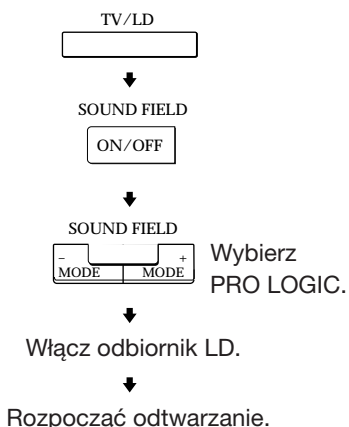 TV/LD
SOUND FIELD
ON/OFF
SOUND FIELD
– +
MODE MODE
Wybierz
PRO LOGIC.
Włącz odbiornik LD.
Rozpocząć odtwarzanie.